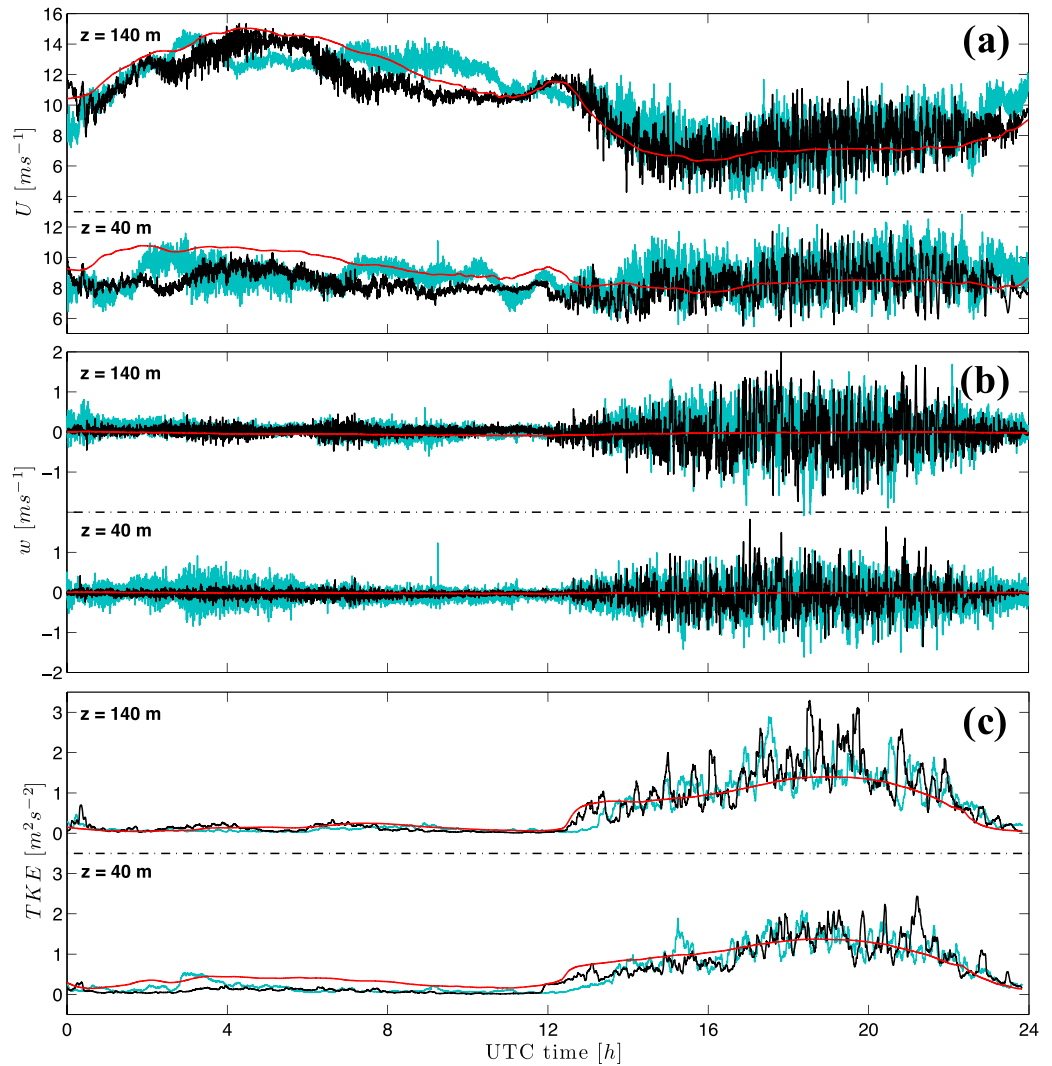 16
14
12
10
8
6
4
12
10
8
6
U [ms⁻¹]
z = 140 m
(a)
z = 40 m
2
1
0
−1
1
0
−1
−2
w [ms⁻¹]
z = 140 m
(b)
z = 40 m
3
2
1
0
3
2
1
0
TKE [m²s⁻2]
z = 140 m
(c)
z = 40 m
0 4 8 12 16 20 24
UTC time [h]